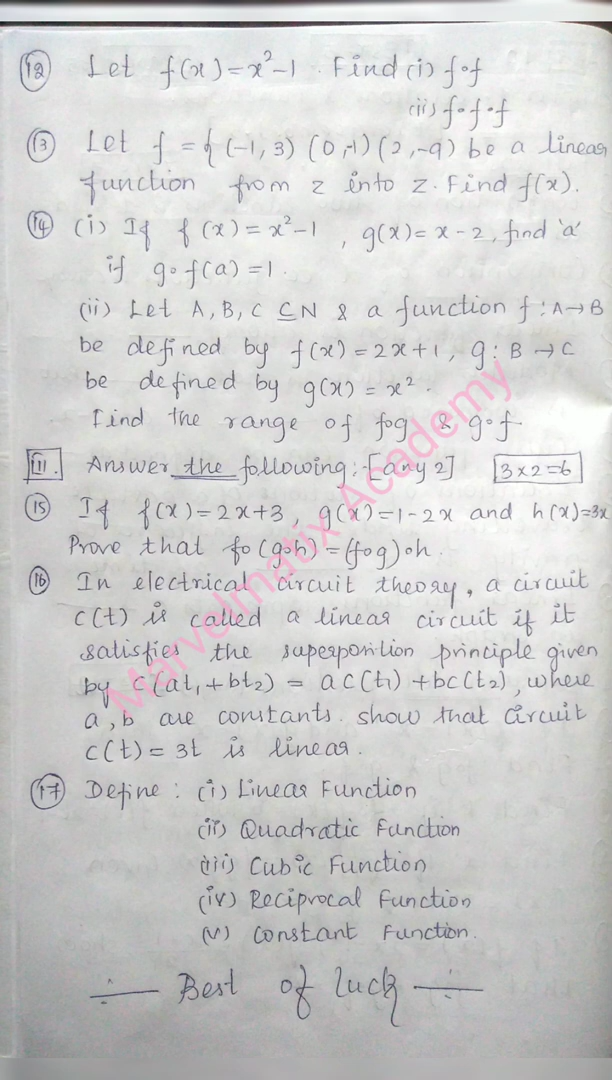 (12) Let f(x) = x²-1. Find (i) f∘f
(ii) f∘f∘f
(13) Let f = { (-1, 3) (0,-1) (2, -9) be a linear
function from z into z. Find f(x).
(14) (i) If f(x) = x²-1, g(x) = x - 2, find 'a'
if g∘f(a) = 1.
(ii) Let A, B, C ⊆ N & a function f : A→B
be defined by f(x) = 2x+1, g : B → C
be defined by g(x) = x².
Find the range of fog & g∘f
III. Answer the following:- [any 2] 3×2=6
(15) If f(x) = 2x+3, g(x) = 1-2x and h(x) = 3x
Prove that fo(goh) = (fog)oh.
(16) In electrical circuit theory, a circuit
c(t) is called a linear circuit if it
satisfies the superposition principle given
by c(at₁+bt₂) = ac(t₁) + bc(t₂), where
a, b are constants. show that circuit
c(t) = 3t is linear.
(17) Define : (i) Linear Function
(ii) Quadratic Function
(iii) Cubic Function
(iv) Reciprocal Function
(v) Constant Function.
Best of luck
Marvelmatix Academy